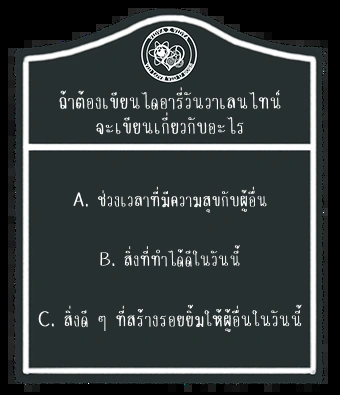 ถ้าต้องเขียนไดอารี่วันวาเลนไทน์
จะเขียนเกี่ยวกับอะไร
A. ช่วงเวลาที่มีความสุขกับผู้อื่น
B. สิ่งที่ทำได้ดีในวันนี้
C. สิ่งดี ๆ ที่สร้างรอยยิ้มให้ผู้อื่นในวันนี้